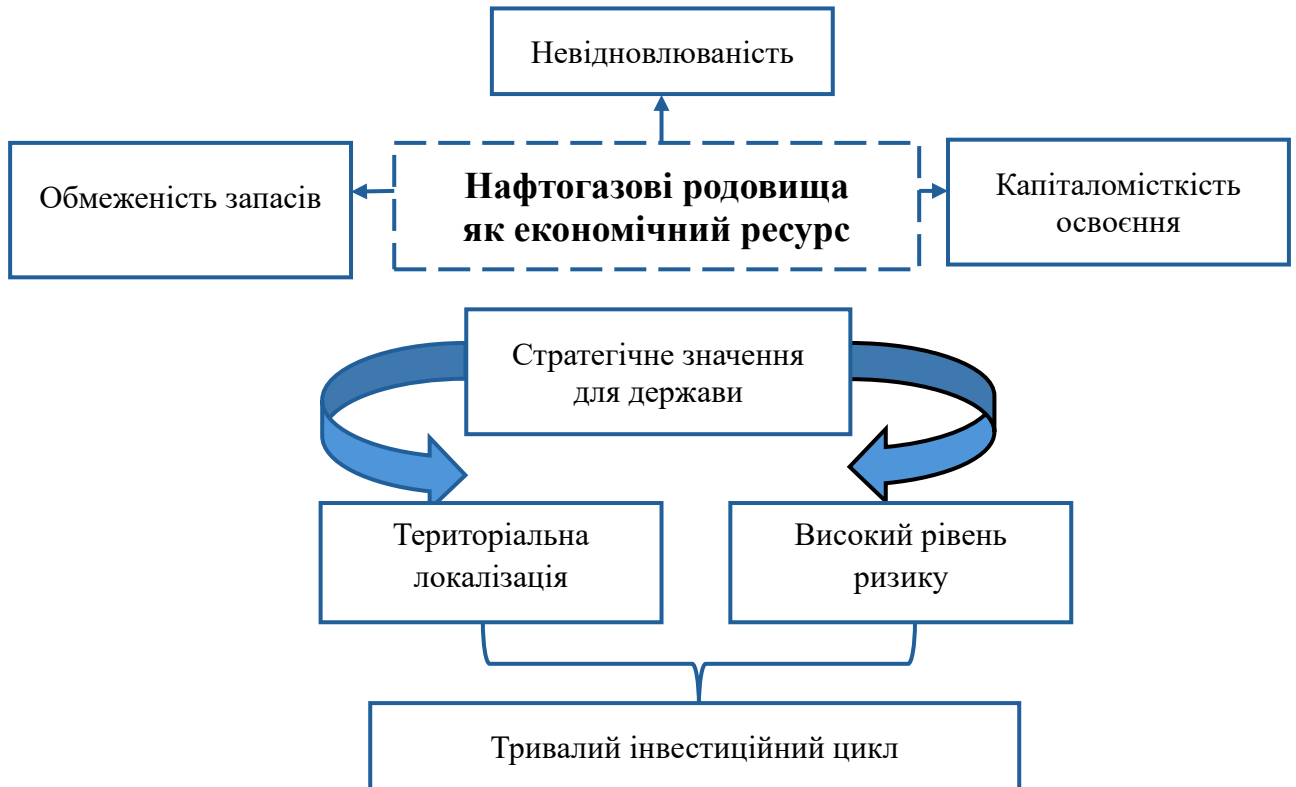 Невідновлюваність
Обмеженість запасів
Нафтогазові родовища
як економічний ресурс
Капіталомісткість
освоєння
Стратегічне значення
для держави
Територіальна
локалізація
Високий рівень
ризику
Тривалий інвестиційний цикл